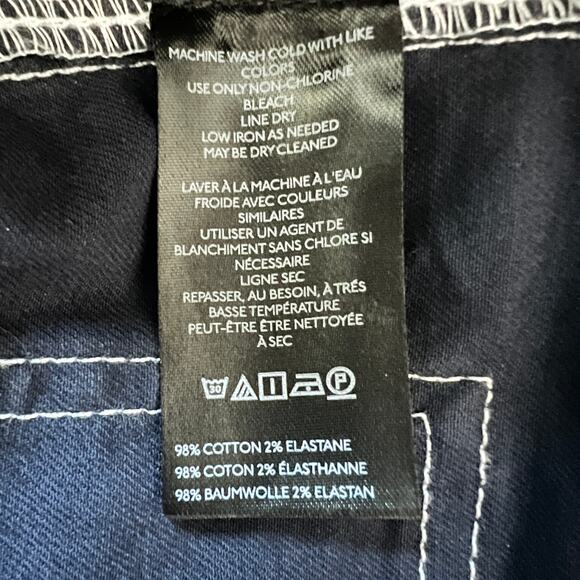 MACHINE WASH COLD WITH LIKE
COLORS
USE ONLY NON-CHLORINE
BLEACH
LINE DRY
LOW IRON AS NEEDED
MAY BE DRY CLEANED
LAVER À LA MACHINE À L'EAU
FROIDE AVEC COULEURS
SIMILAIRES
UTILISER UN AGENT DE
BLANCHIMENT SANS CHLORE SI
NÉCESSAIRE
LIGNE SEC
REPASSER, AU BESOIN, À TRÉS
BASSE TEMPÉRATURE
PEUT-ÊTRE ÊTRE NETTOYÉE
À SEC
30 P
98% COTTON 2% ELASTANE
98% COTON 2% ÉLASTHANNE
98% BAUMWOLLE 2% ELASTAN